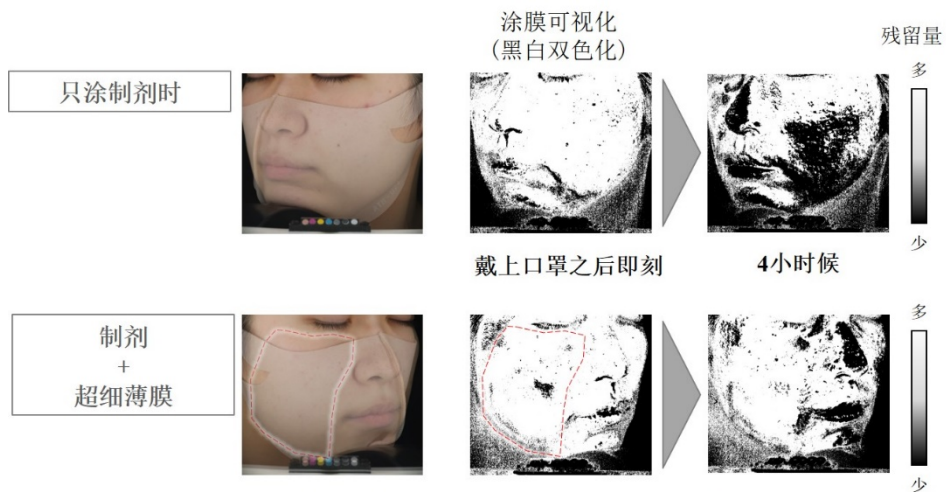 涂膜可视化
(黑白双色化)
残留量
只涂制剂时
多
少
戴上口罩之后即刻
4小时候
制剂
+
超细薄膜
多
少